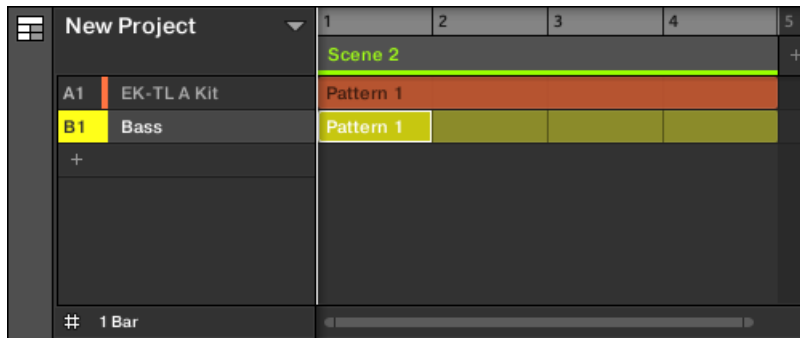 New Project
1 2 3 4 5
Scene 2 +
A1 EK-TL A Kit Pattern 1
B1 Bass Pattern 1
+
# 1 Bar